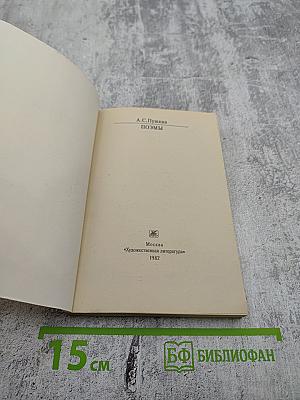 А. С. Пушкин
ПОЭМЫ
Москва
«Художественная литература»
1982
15 см
БФ БИБЛИОФАН